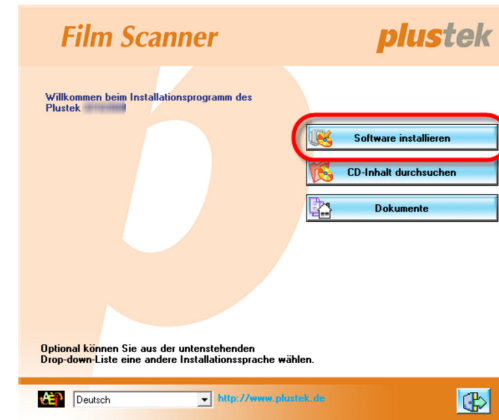 Film Scanner
plustek
Willkommen beim Installationsprogramm des
Plustek
Software installieren
CD-Inhalt durchsuchen
Dokumente
Optional können Sie aus der untenstehenden
Drop-down-Liste eine andere Installationssprache wählen.
Deutsch
http://www.plustek.de